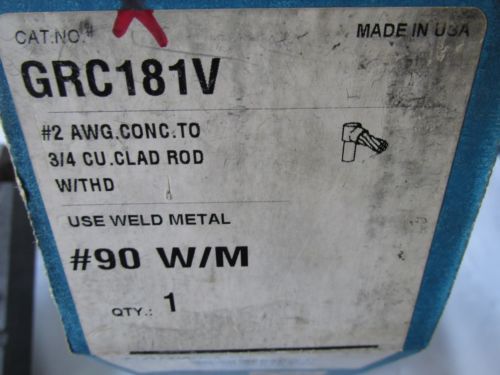 CAT.NO.#
MADE IN USA
GRC181V
#2 AWG.CONC.TO
3/4 CU.CLAD ROD
W/THD
USE WELD METAL
#90 W/M
QTY.: 1